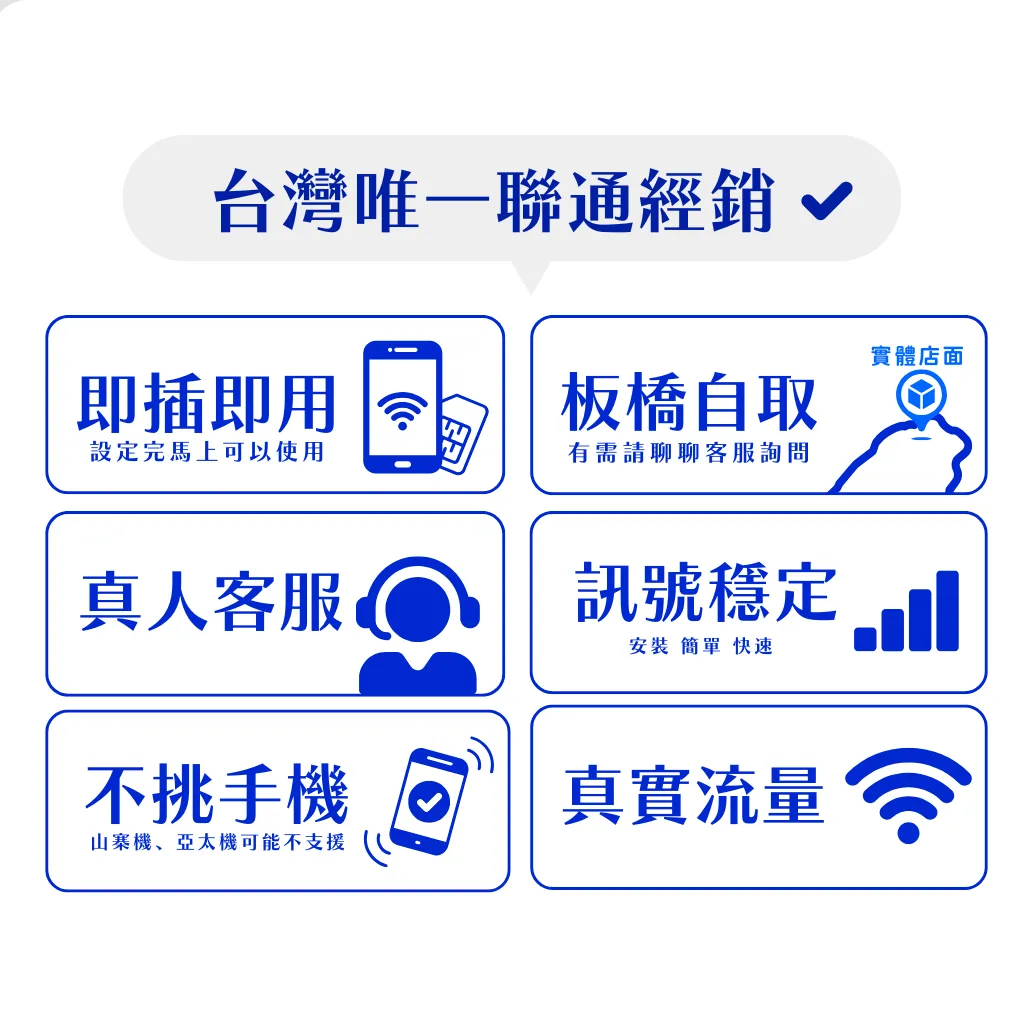 台灣唯一聯通經銷
即插即用
設定完馬上可以使用
實體店面
板橋自取
有需請聊聊客服詢問
真人客服
訊號穩定
安裝 簡單 快速
不挑手機
山寨機、亞太機可能不支援
真實流量